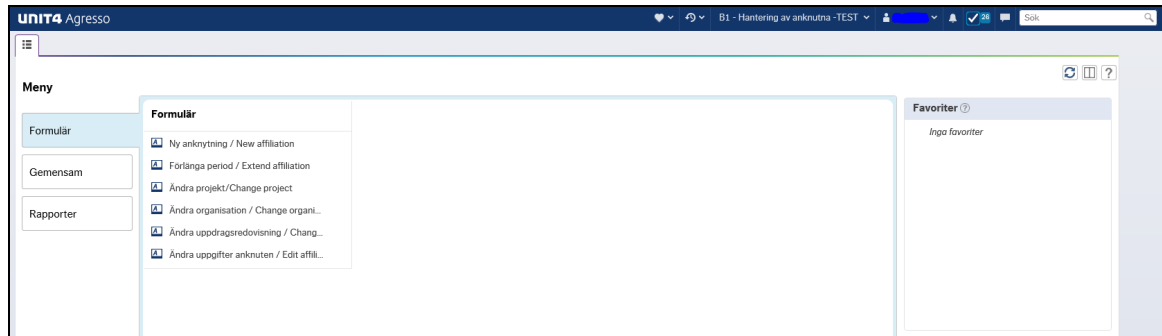 UNIT4 Agresso
B1 - Hantering av anknutna -TEST
26
Sök
Meny
Formulär
Gemensam
Rapporter
Formulär
Ny anknytning / New affiliation
Förlänga period / Extend affiliation
Ändra projekt/Change project
Ändra organisation / Change organi...
Ändra uppdragsredovisning / Chang...
Ändra uppgifter anknuten / Edit affili...
Favoriter
Inga favoriter